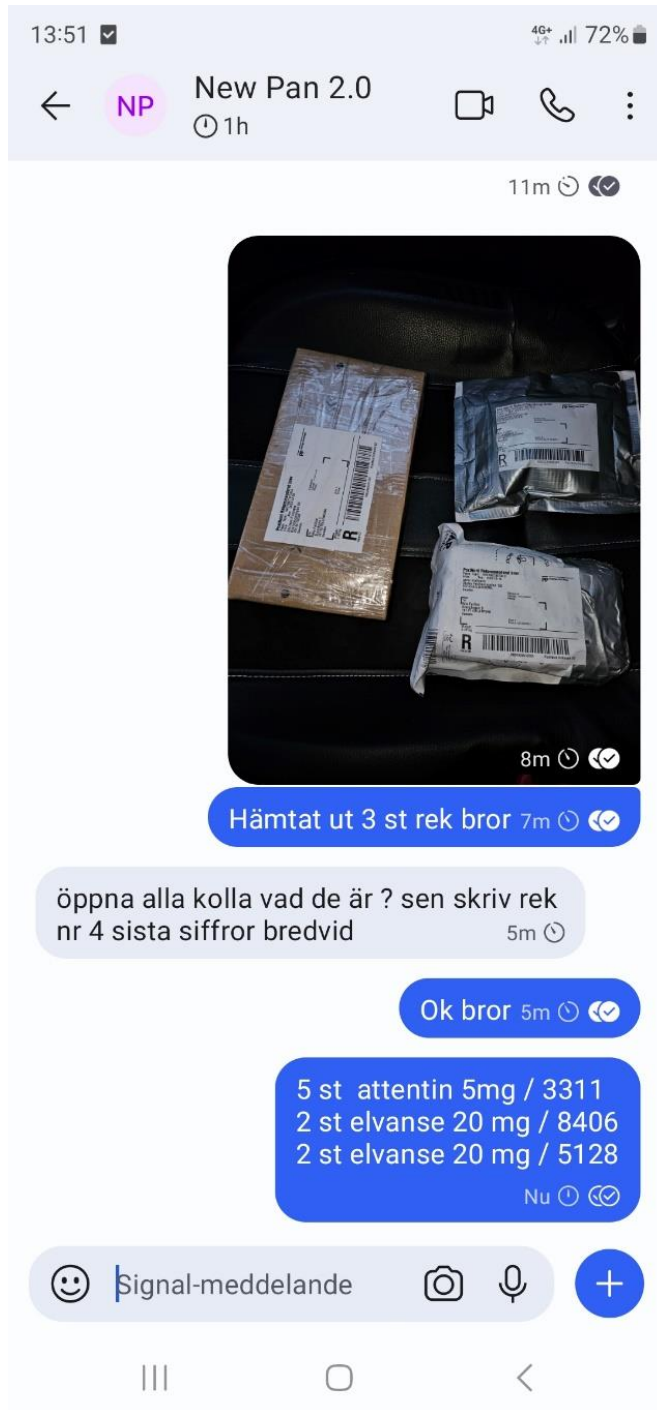 13:51
4G+ 72%
NP
New Pan 2.0
1h
11m
R
R
R
8m
Hämtat ut 3 st rek bror 7m
öppna alla kolla vad de är ? sen skriv rek
nr 4 sista siffror bredvid 5m
Ok bror 5m
5 st attentin 5mg / 3311
2 st elvanse 20 mg / 8406
2 st elvanse 20 mg / 5128
Nu
Signal-meddelande